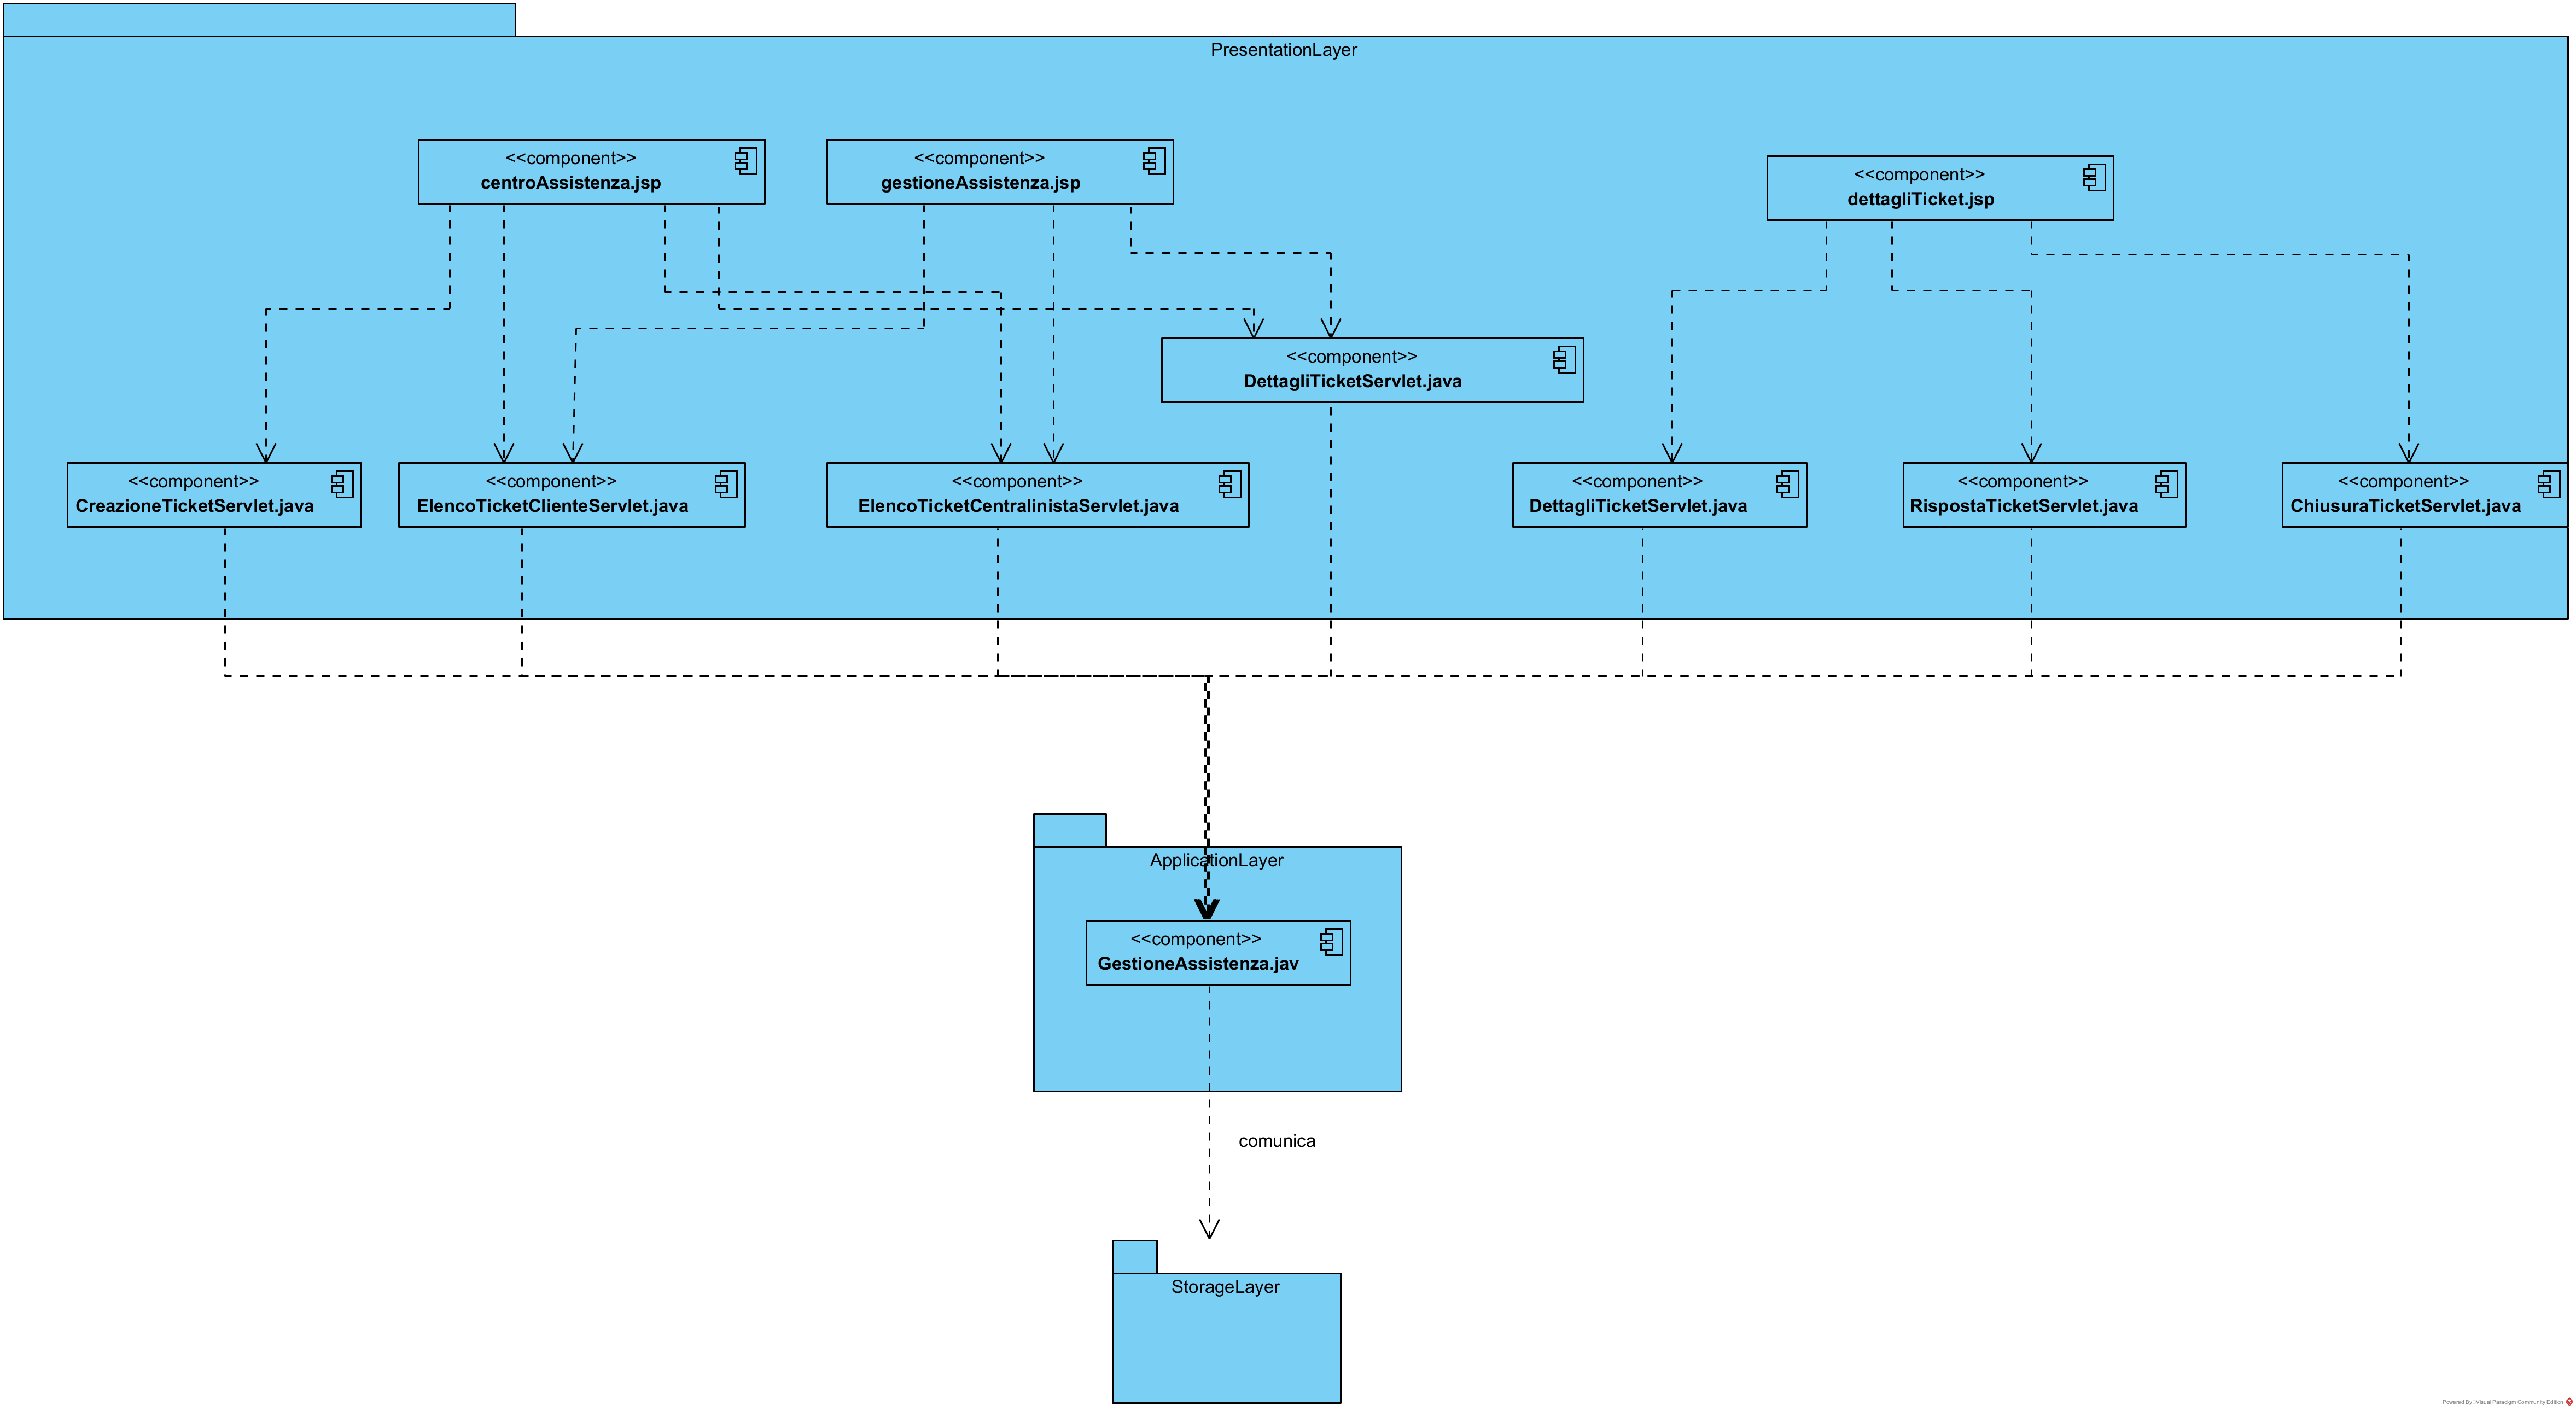 PresentationLayer
<<component>>
centroAssistenza.jsp
<<component>>
gestioneAssistenza.jsp
<<component>>
dettagliTicket.jsp
<<component>>
DettagliTicketServlet.java
<<component>>
CreazioneTicketServlet.java
<<component>>
ElencoTicketClienteServlet.java
<<component>>
ElencoTicketCentralinistaServlet.java
<<component>>
DettagliTicketServlet.java
<<component>>
RispostaTicketServlet.java
<<component>>
ChiusuraTicketServlet.java
ApplicationLayer
<<component>>
GestioneAssistenza.jav
comunica
StorageLayer
Powered By: Visual Paradigm Community Edition